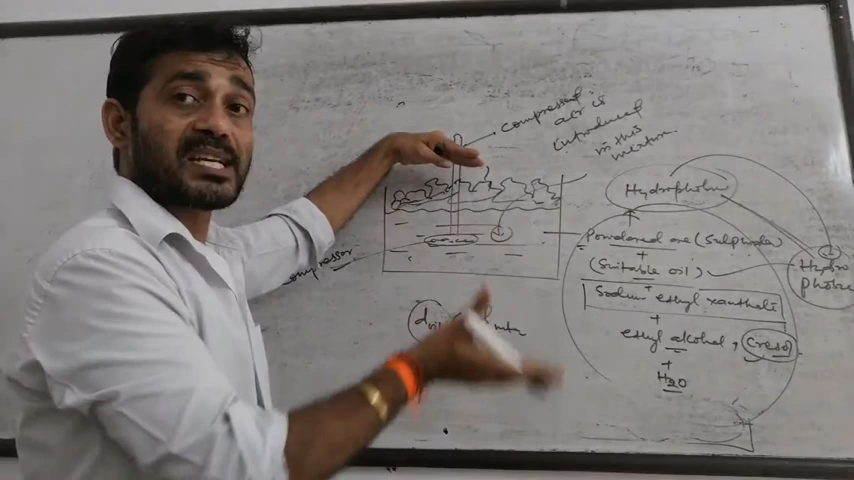 compressed
air is
introduced
in this
mixture.
Hydrophobic
Powdered ore (Sulphide)
+
(Suitable oil)
+
Sodium ethyl xanthate
+
ethyl alcohol, Cresol
+
H2O
Hydro
phobic
ompressor